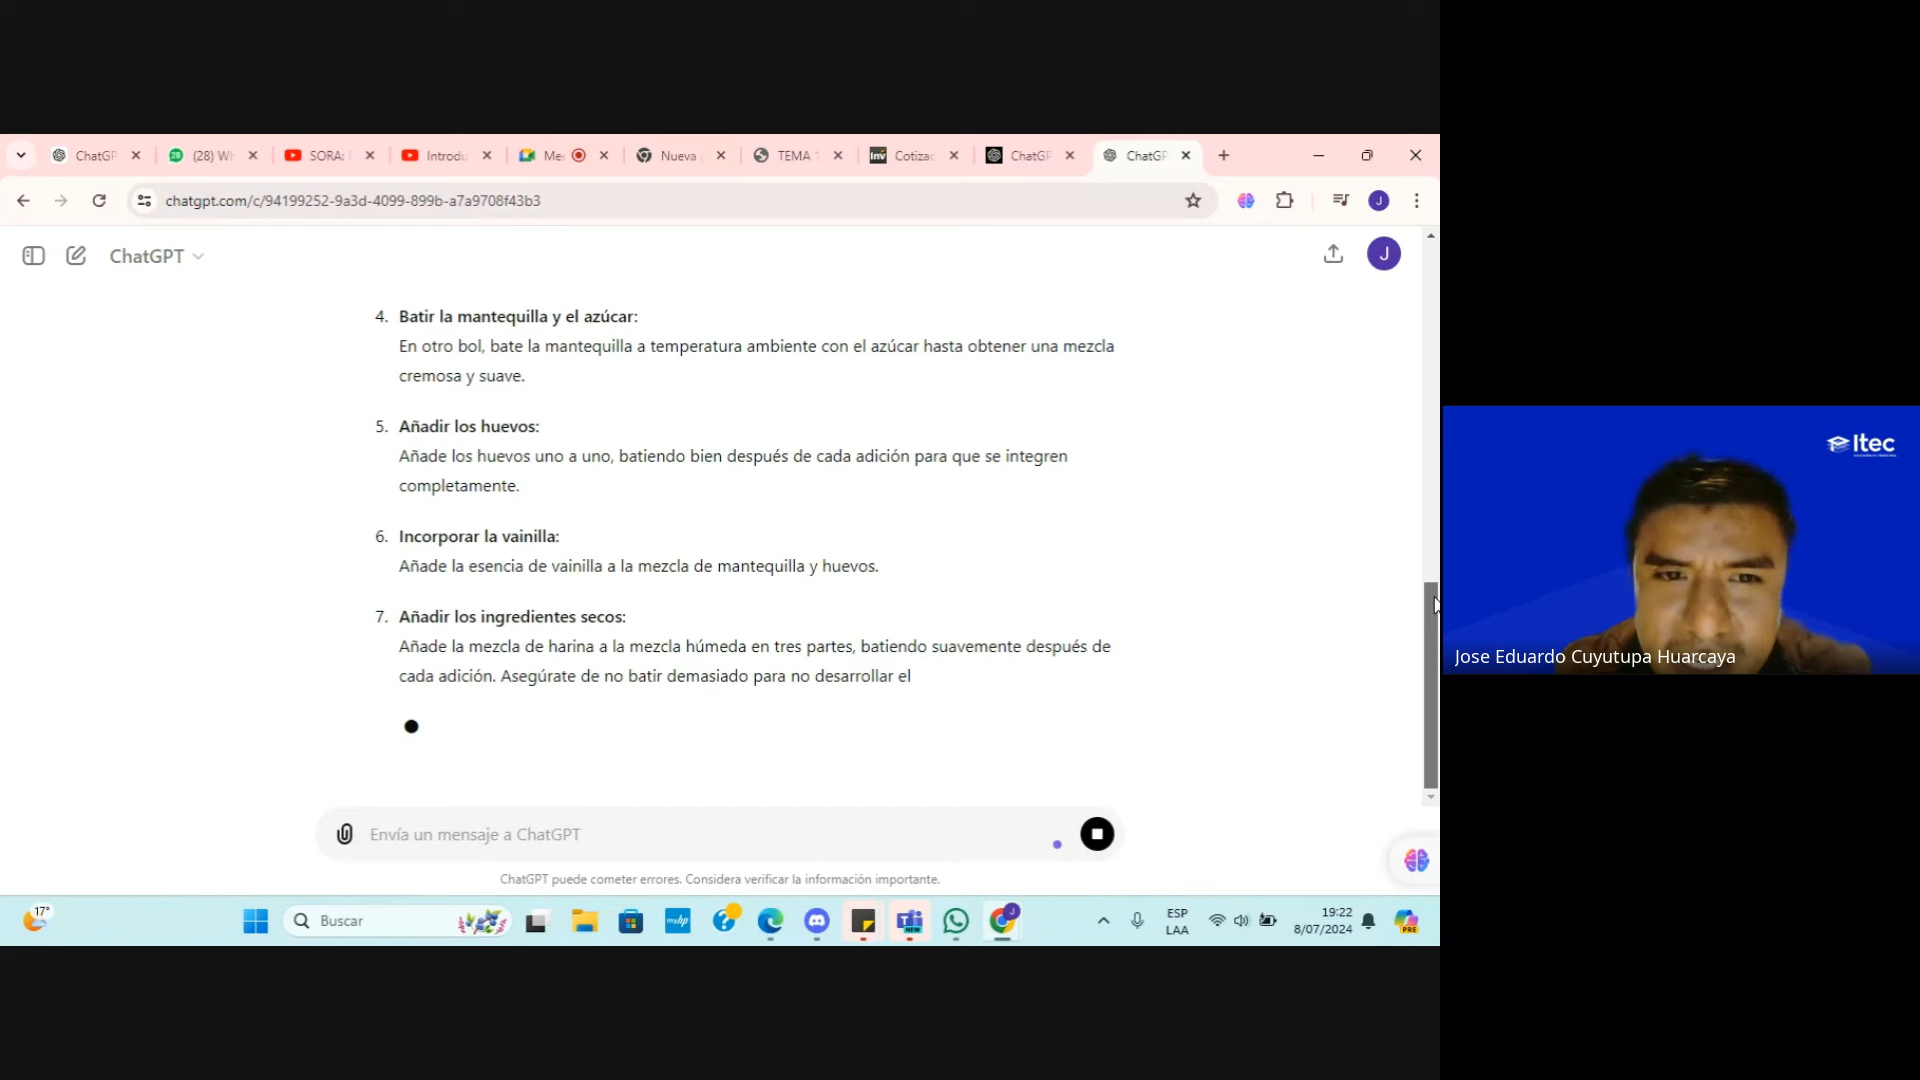 ChatGP
(28) W
SORA:
Introdu
Me
Nueva
TEMA 1
Cotizac
ChatGP
ChatGP
chatgpt.com/c/94199252-9a3d-4099-899b-a7a9708f43b3
J
ChatGPT
J
4. Batir la mantequilla y el azúcar:
En otro bol, bate la mantequilla a temperatura ambiente con el azúcar hasta obtener una mezcla
cremosa y suave.
5. Añadir los huevos:
Añade los huevos uno a uno, batiendo bien después de cada adición para que se integren
completamente.
6. Incorporar la vainilla:
Añade la esencia de vainilla a la mezcla de mantequilla y huevos.
7. Añadir los ingredientes secos:
Añade la mezcla de harina a la mezcla húmeda en tres partes, batiendo suavemente después de
cada adición. Asegúrate de no batir demasiado para no desarrollar el
Envía un mensaje a ChatGPT
ChatGPT puede cometer errores. Considera verificar la información importante.
17°
Buscar
myhp
NEW
J
ESP
LAA
19:22
8/07/2024
PRE
Itec
Jose Eduardo Cuyutupa Huarcaya